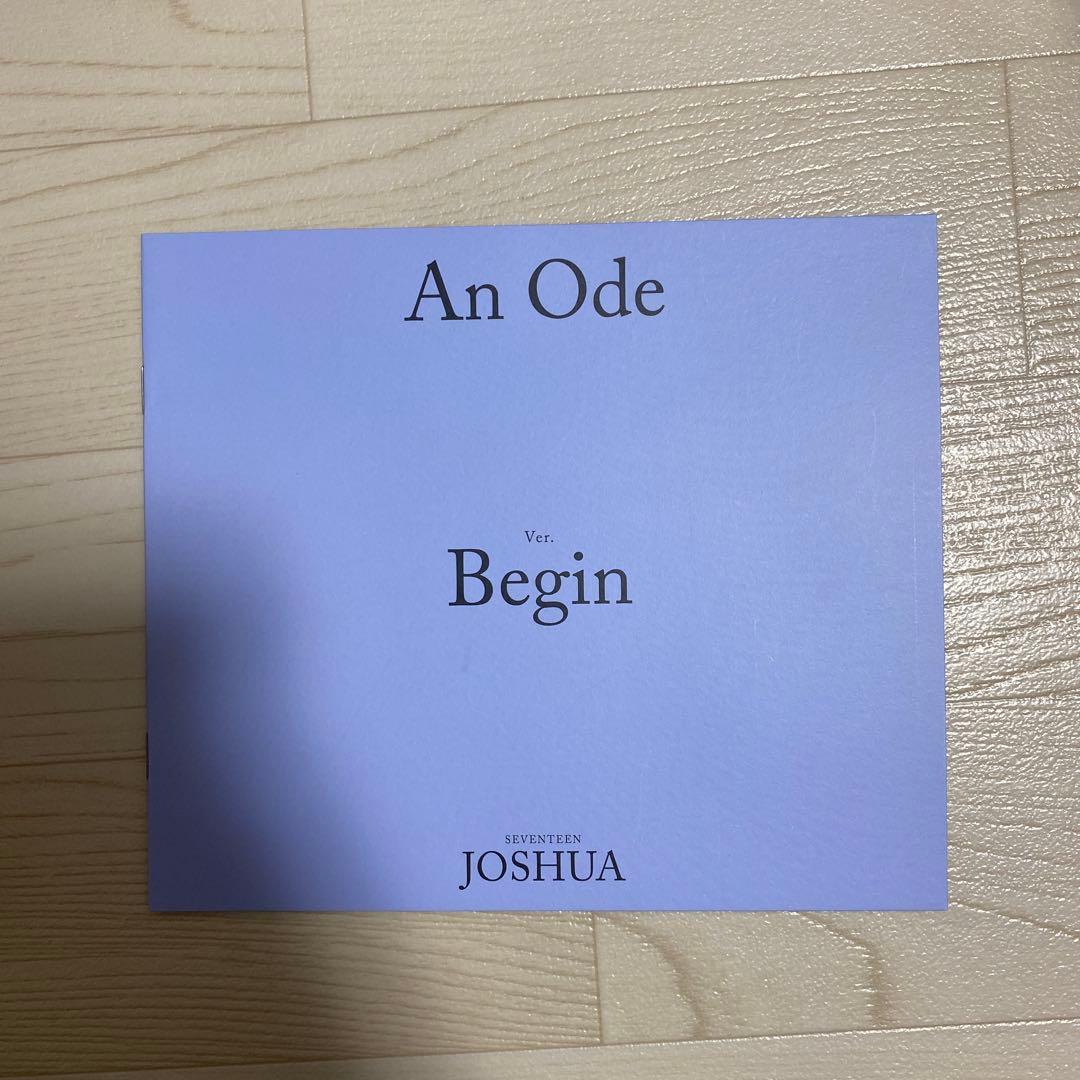 An Ode
Ver.
Begin
SEVENTEEN
JOSHUA